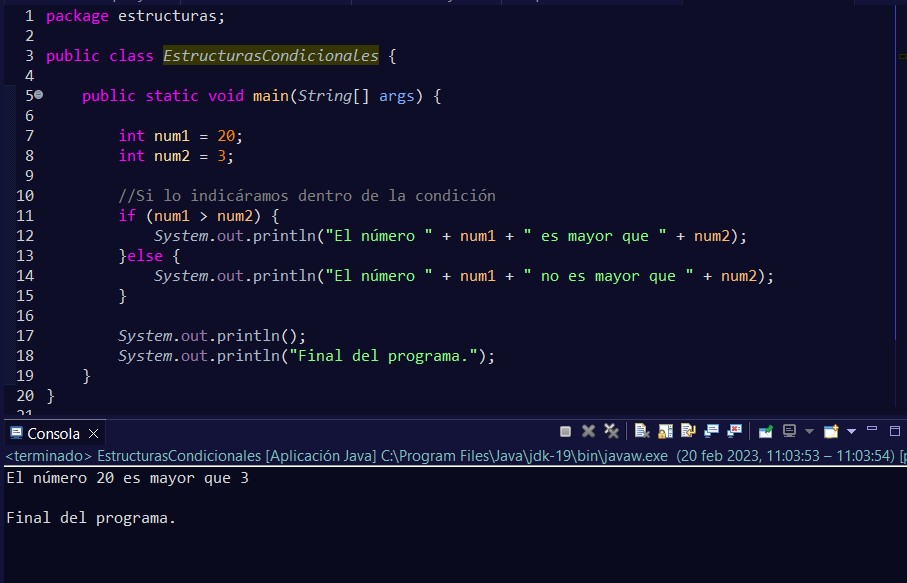 1 package estructuras;
2
3 public class EstructurasCondicionales {
4
5 public static void main(String[] args) {
6
7 int num1 = 20;
8 int num2 = 3;
9
10 //Si lo indicáramos dentro de la condición
11 if (num1 > num2) {
12 System.out.println("El número " + num1 + " es mayor que " + num2);
13 }else {
14 System.out.println("El número " + num1 + " no es mayor que " + num2);
15 }
16
17 System.out.println();
18 System.out.println("Final del programa.");
19 }
20 }
21
Consola
<terminado> EstructurasCondicionales [Aplicación Java] C:\Program Files\Java\jdk-19\bin\javaw.exe (20 feb 2023, 11:03:53 – 11:03:54) [p
El número 20 es mayor que 3
Final del programa.